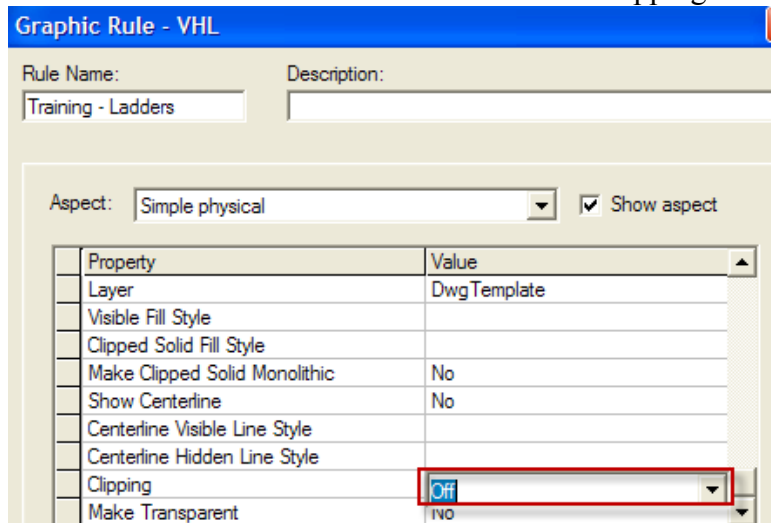 Graphic Rule - VHL
Rule Name: Description:
Training - Ladders
Aspect: Simple physical Show aspect
Property Value
Layer DwgTemplate
Visible Fill Style
Clipped Solid Fill Style
Make Clipped Solid Monolithic No
Show Centerline No
Centerline Visible Line Style
Centerline Hidden Line Style
Clipping Off
Make Transparent No